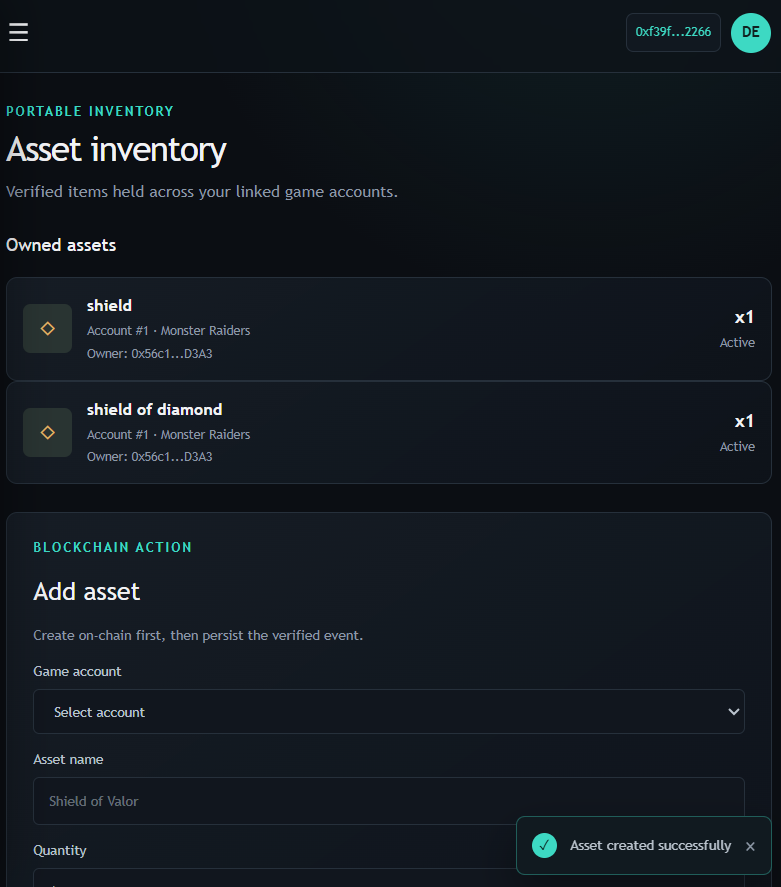 0xf39f...2266
DE
PORTABLE INVENTORY
Asset inventory
Verified items held across your linked game accounts.
Owned assets
shield
Account #1 · Monster Raiders
Owner: 0x56c1...D3A3
x1
Active
shield of diamond
Account #1 · Monster Raiders
Owner: 0x56c1...D3A3
x1
Active
BLOCKCHAIN ACTION
Add asset
Create on-chain first, then persist the verified event.
Game account
Select account
Asset name
Shield of Valor
Quantity
Asset created successfully